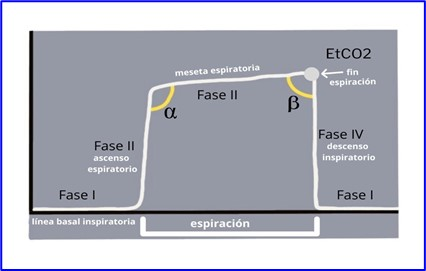 EtCO2
meseta espiratoria
fin
espiración
Fase II
α
β
Fase II
ascenso
espiratorio
Fase IV
descenso
inspiratorio
Fase I
Fase I
línea basal inspiratoria
espiración